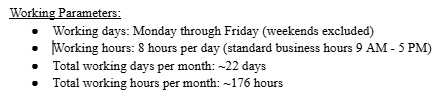 Working Parameters:
● Working days: Monday through Friday (weekends excluded)
● Working hours: 8 hours per day (standard business hours 9 AM - 5 PM)
● Total working days per month: ~22 days
● Total working hours per month: ~176 hours